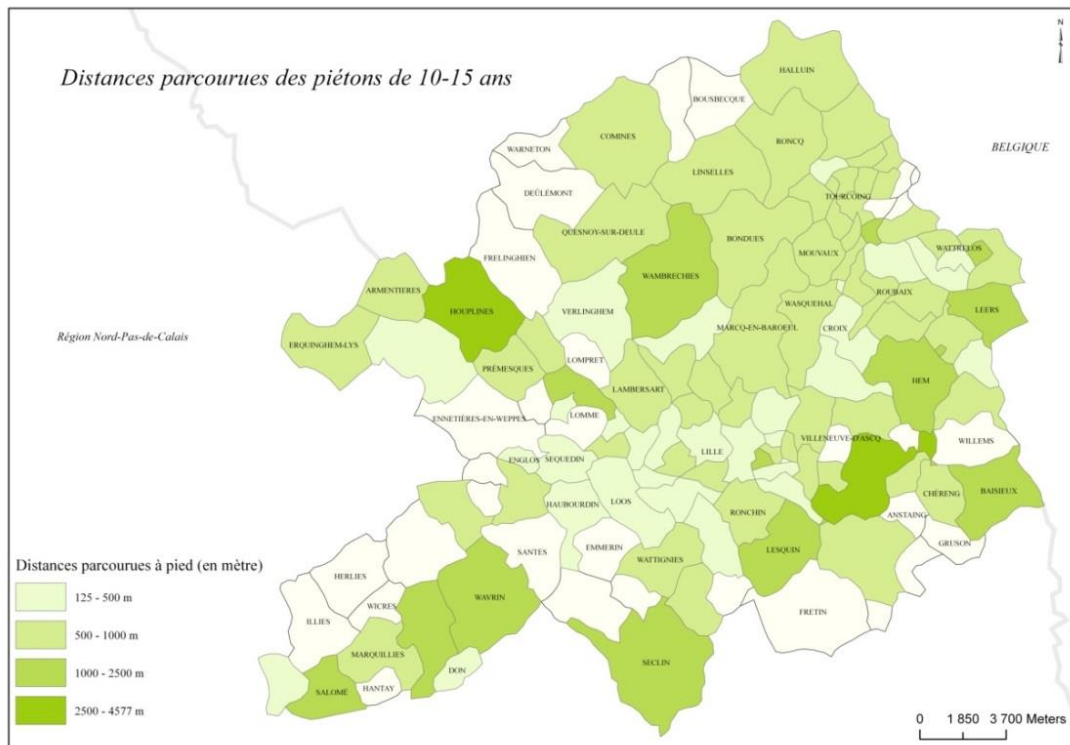 Distances parcourues des piétons de 10-15 ans
N
HALLUIN
BOUSBECQUE
COMINES
RONCQ
WARNETON
BELGIQUE
LINSELLES
DEÛLÉMONT
TOURCOING
QUESNOY-SUR-DEULE
BONDUES
MOUVAUX
WATTRELOS
FRELINGHIEN
WAMBRECHIES
ARMENTIERES
ROUBAIX
WASQUEHAL
HOUPLINES
VERLINGHEM
LEERS
MARCQ-EN-BAROEUL
CROIX
Région Nord-Pas-de-Calais
ERQUINGHEM-LYS
LOMPRET
PRÉMESQUES
HEM
LAMBERSART
ENNETIÈRES-EN-WEPPES
LOMME
VILLENEUVE-D'ASCQ
WILLEMS
LILLE
ENGLOS
SEQUEDIN
BAISIEUX
CHÉRENG
LOOS
HAUBOURDIN
ANSTAING
RONCHIN
GRUSON
EMMERIN
LESQUIN
SANTES
WATTIGNIES
Distances parcourues à pied (en mètre)
HERLIES
WAVRIN
125 - 500 m
WICRES
FRETIN
ILLIES
500 - 1000 m
MARQUILLIES
DON
SECLIN
1000 - 2500 m
HANTAY
SALOMÉ
2500 - 4577 m
0 1 850 3 700 Meters